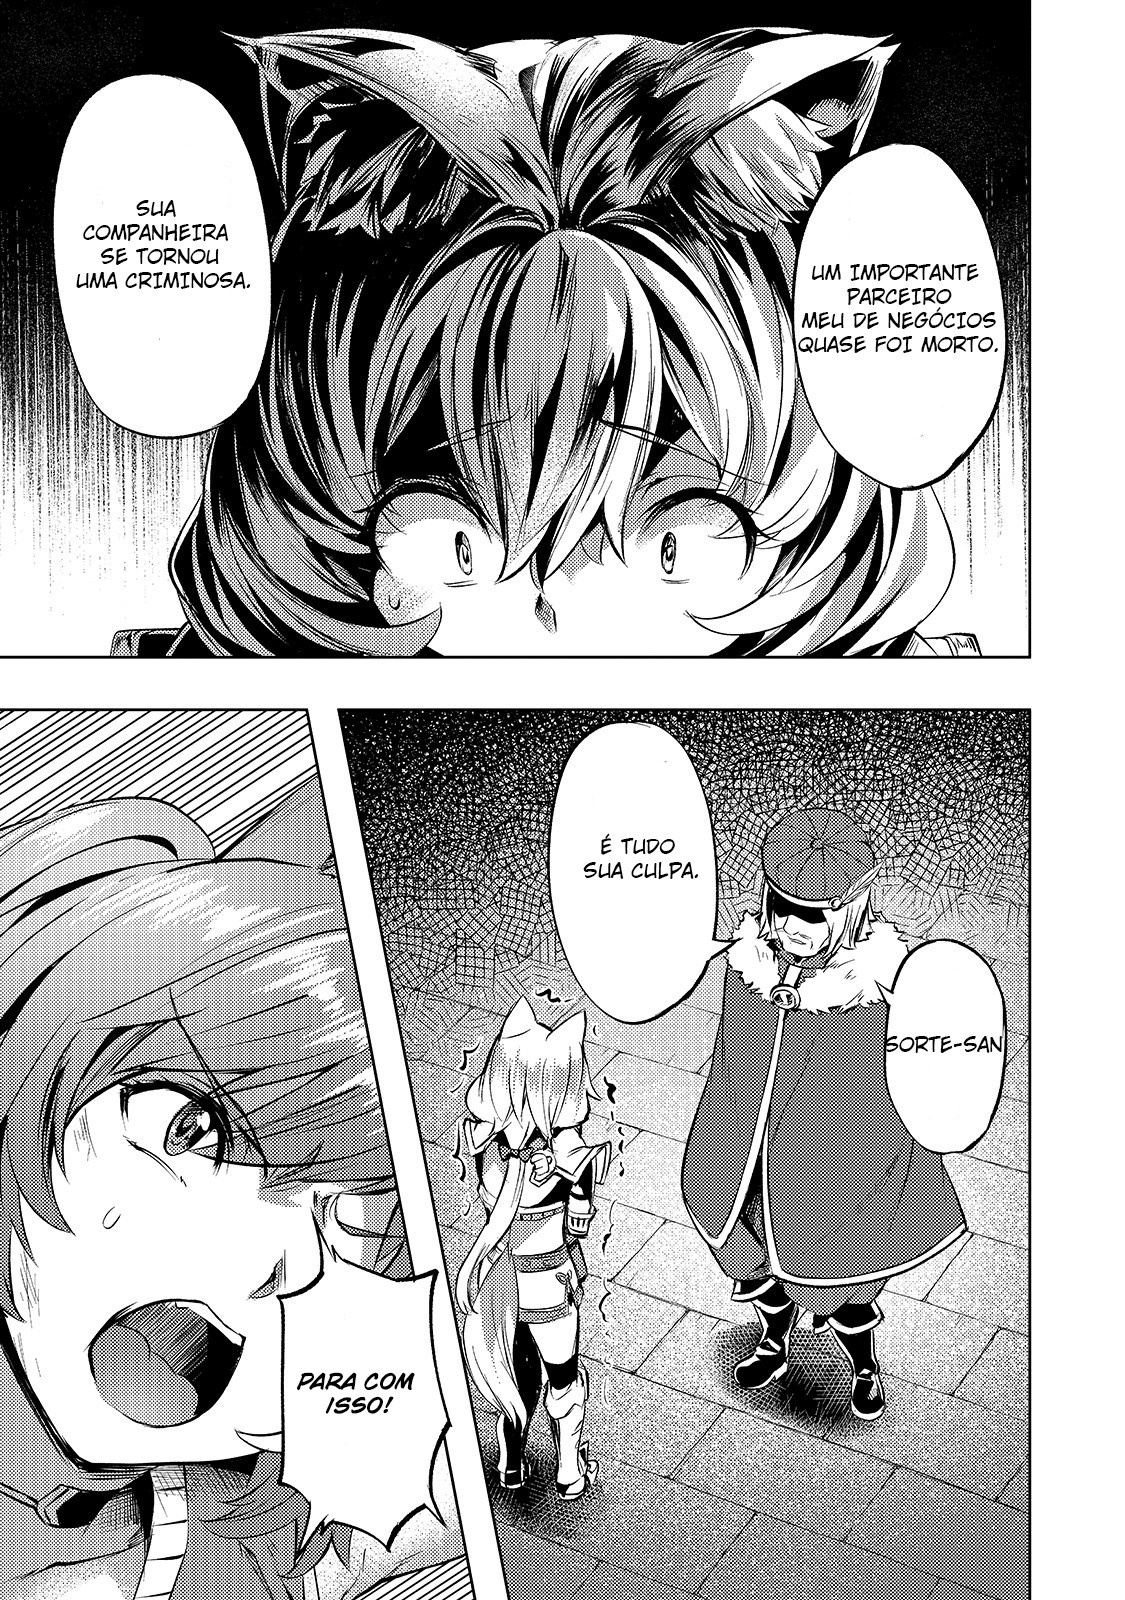 UM IMPORTANTE
PARCEIRO
MEU DE NEGÓCIOS
QUASE FOI MORTO.
SUA
COMPANHEIRA
SE TORNOU
UMA CRIMINOSA.
SORTE-SAN
É TUDO
SUA CULPA.
PARA COM
ISSO!